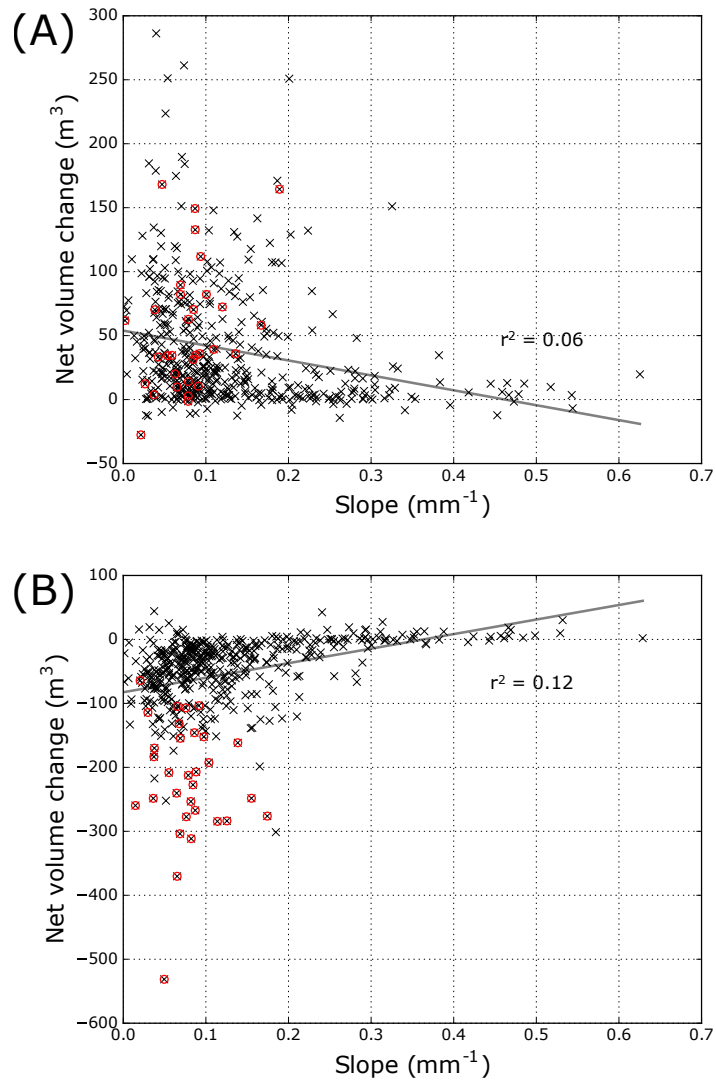 (A)
300
250
200
150
100
50
0
−50
Net volume change (m³)
r² = 0.06
0.0 0.1 0.2 0.3 0.4 0.5 0.6 0.7
Slope (mm⁻¹)
(B)
100
0
−100
−200
−300
−400
−500
−600
Net volume change (m³)
r² = 0.12
0.0 0.1 0.2 0.3 0.4 0.5 0.6 0.7
Slope (mm⁻¹)